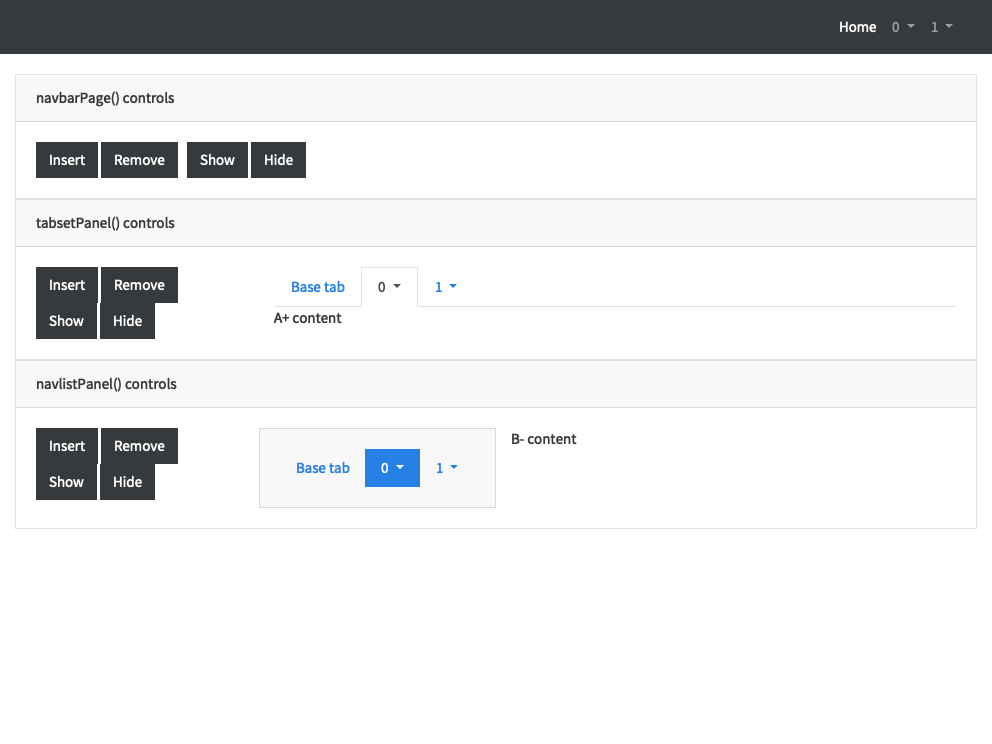 Home 0 1
navbarPage() controls
Insert Remove Show Hide
tabsetPanel() controls
Insert Remove
Show Hide
Base tab 0 1
A+ content
navlistPanel() controls
Insert Remove
Show Hide
Base tab 0 1
B- content